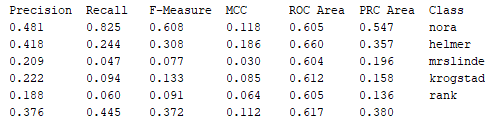 Precision Recall F-Measure MCC ROC Area PRC Area Class
0.481 0.825 0.608 0.118 0.605 0.547 nora
0.418 0.244 0.308 0.186 0.660 0.357 helmer
0.209 0.047 0.077 0.030 0.604 0.196 mrslinde
0.222 0.094 0.133 0.085 0.612 0.158 krogstad
0.188 0.060 0.091 0.064 0.605 0.136 rank
0.376 0.445 0.372 0.112 0.617 0.380